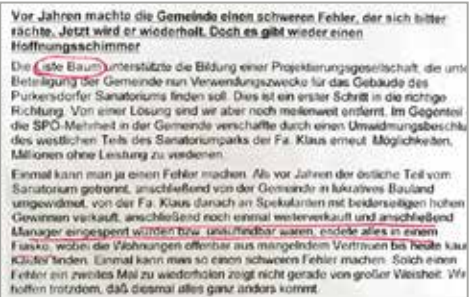 Vor Jahren machte die Gemeinde einen schweren Fehler, der sich bitter
rächte. Jetzt wird er wiederholt. Doch es gibt wieder einen
Hoffnungsschimmer
Die Liste Baum unterstützte die Bildung einer Projektierungsgesellschaft, die unte
Beteiligung der Gemeinde nun Verwendungszwecke für das Gebäude des
Purkersdorfer Sanatoriums finden soll. Dies ist ein erster Schritt in die richtige
Richtung. Von einer Lösung sind wir aber noch meilenweit entfernt. Im Gegenteil
die SPÖ-Mehrheit in der Gemeinde verschaffte durch einen Umwidmungsbeschlu
des westlichen Teils des Sanatoriumparks der Fa. Klaus erneut Möglichkeiten,
Millionen ohne Leistung zu verdienen.
Einmal kann man ja einen Fehler machen. Als vor Jahren der östliche Teil vom
Sanatorium getrennt, anschließend von der Gemeinde in lukratives Bauland
umgewidmet, von der Fa. Klaus danach an Spekulanten mit beiderseitigen hohen
Gewinnen verkauft, anschließend noch einmal weiterverkauft und anschließend
Manager eingesperrt wurden bzw. unauffindbar waren, endete alles in einem
Fiasko, wobei die Wohnungen offenbar aus mangelndem Vertrauen bis heute kau
Käufer finden. Einmal kann man so einen schweren Fehler machen. Solch einen
Fehler ein zweites Mal zu wiederholen zeigt nicht gerade von großer Weisheit. Wir
hoffen trotzdem, daß diesmal alles ganz anders kommt.